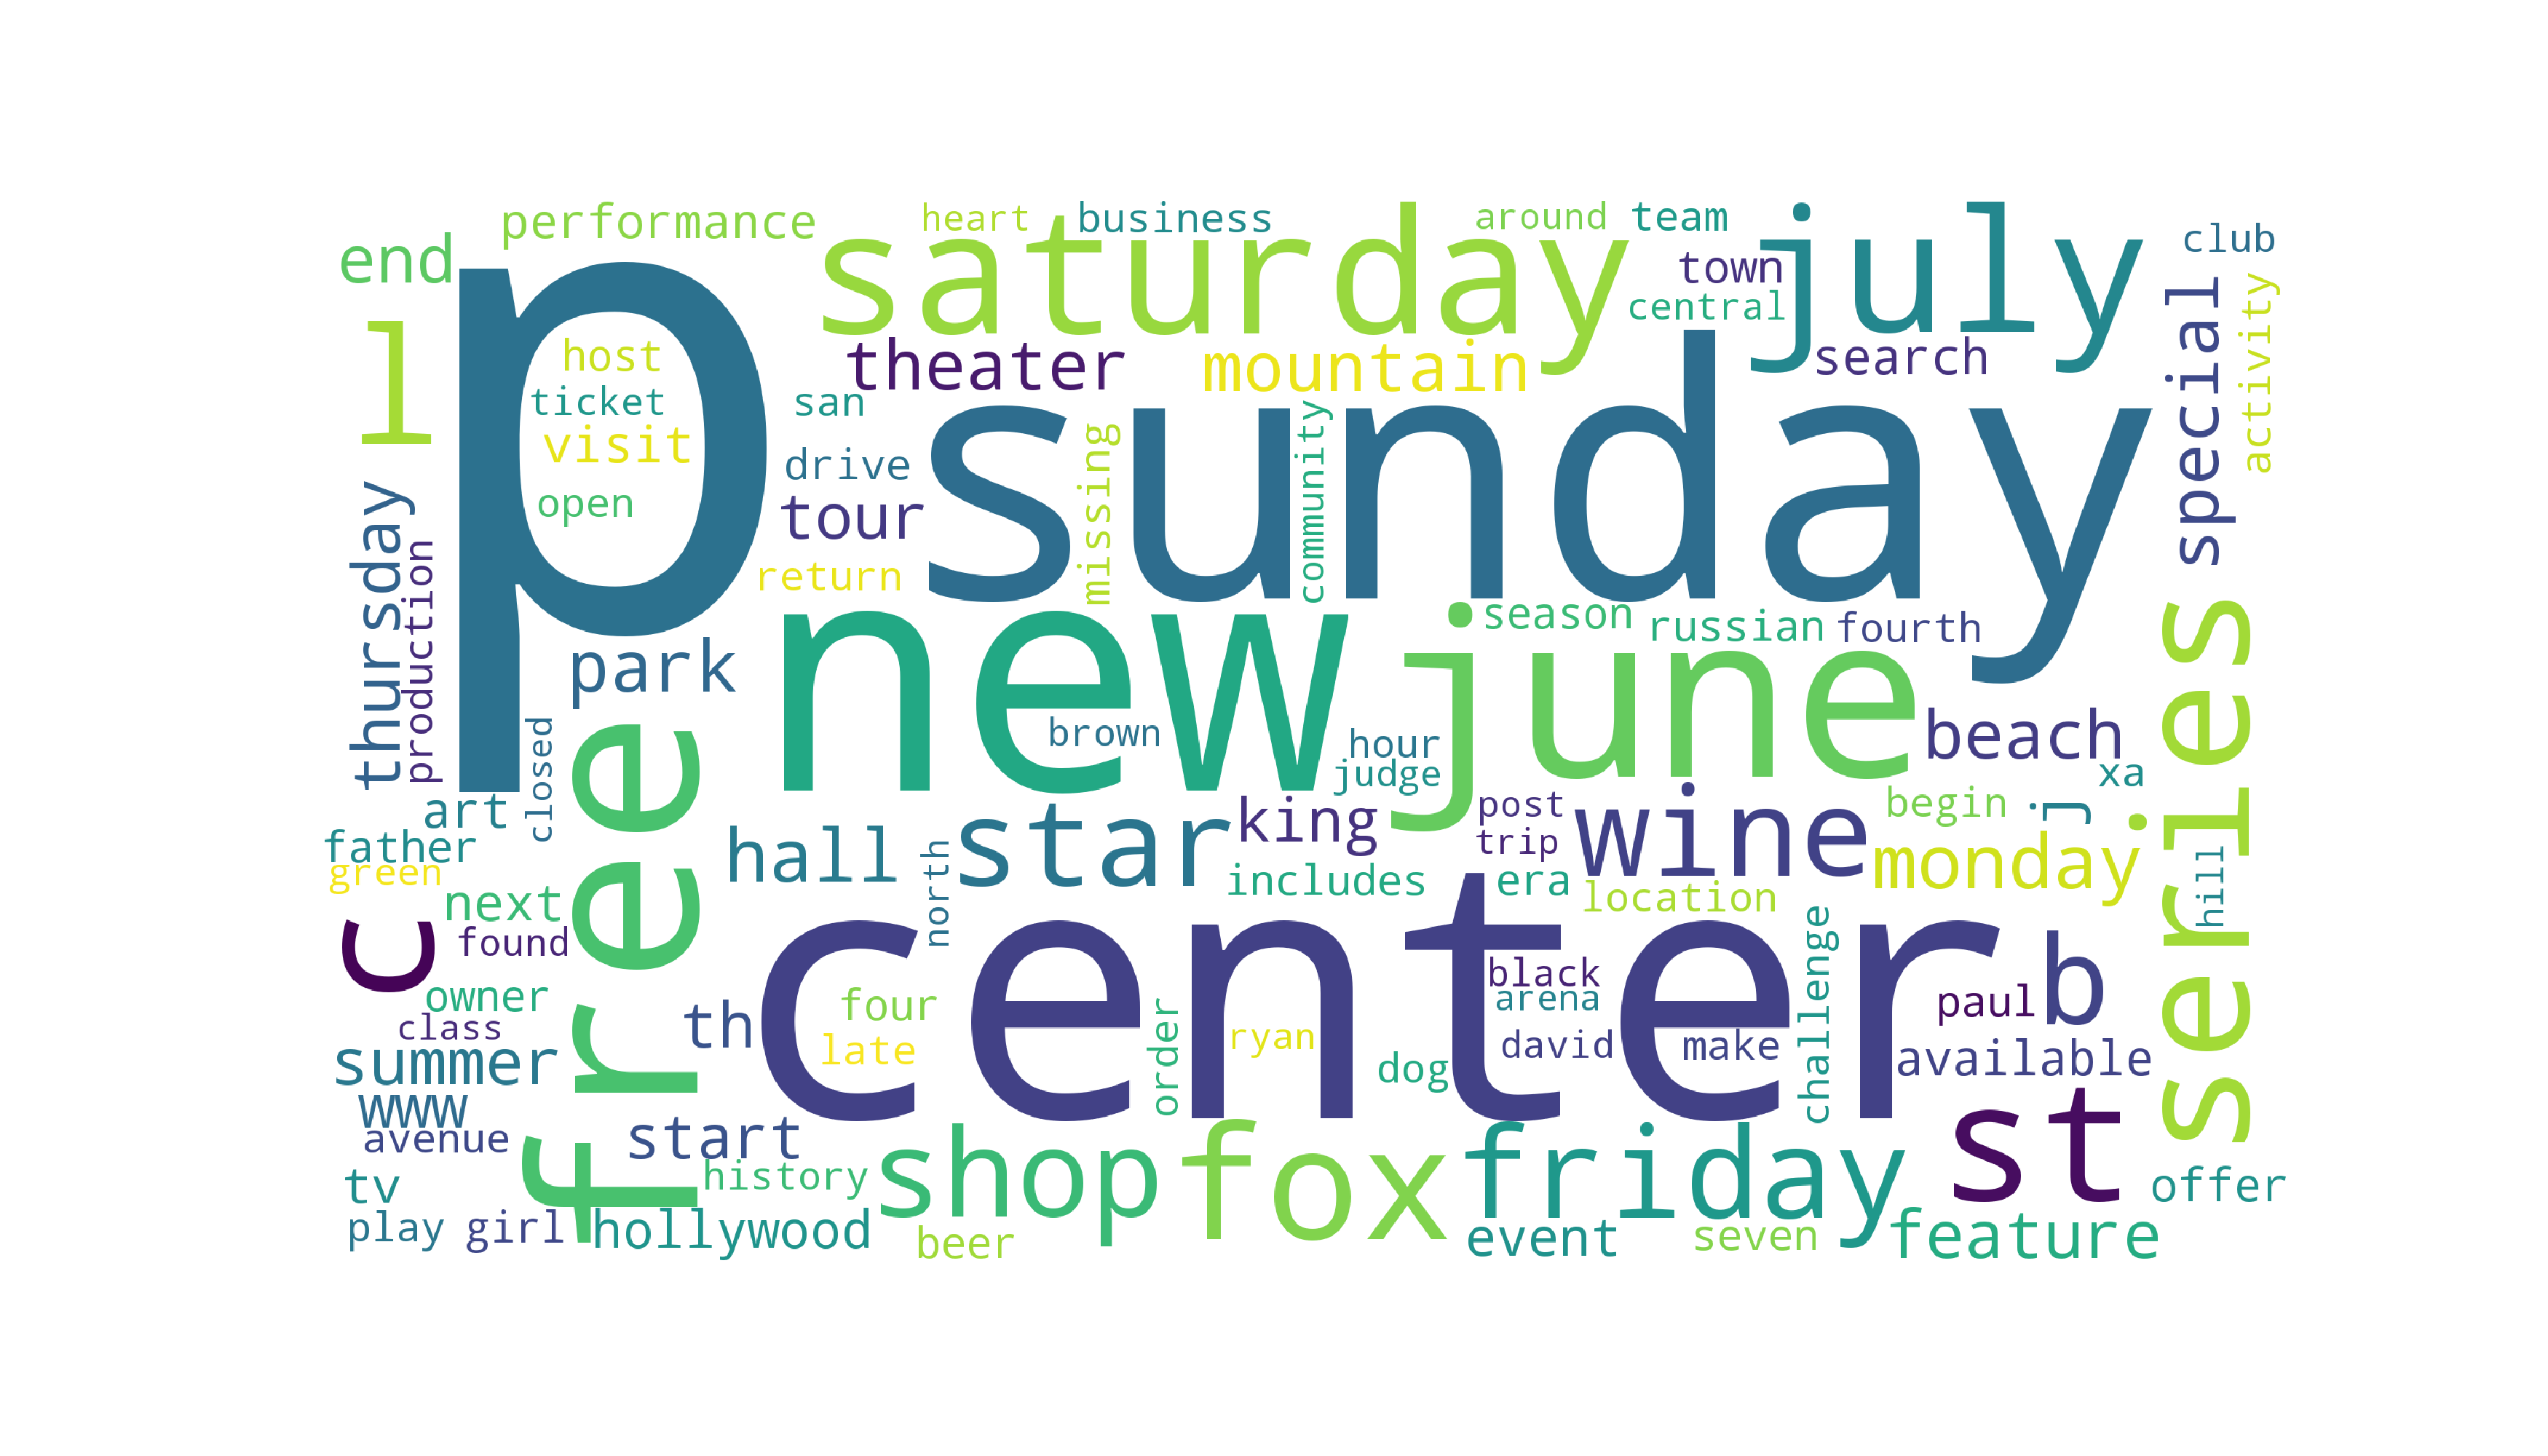 performance
heart
business
around
team
club
end
saturday
july
town
central
p
l
host
theater
mountain
search
special
activity
ticket
san
sunday
visit
drive
missing
community
open
tour
thursday
production
return
new
june
season
russian
fourth
series
park
free
brown
hour
judge
beach
xa
closed
art
father
green
hall
star
king
post
trip
wine
begin
j
monday
hill
next
found
c
north
includes
era
location
center
owner
class
summer
www
avenue
th
four
late
order
ryan
dog
black
arena
david
make
challenge
paul
b
available
st
start
history
shop
fox
friday
offer
tv
play
girl
hollywood
beer
event
seven
feature